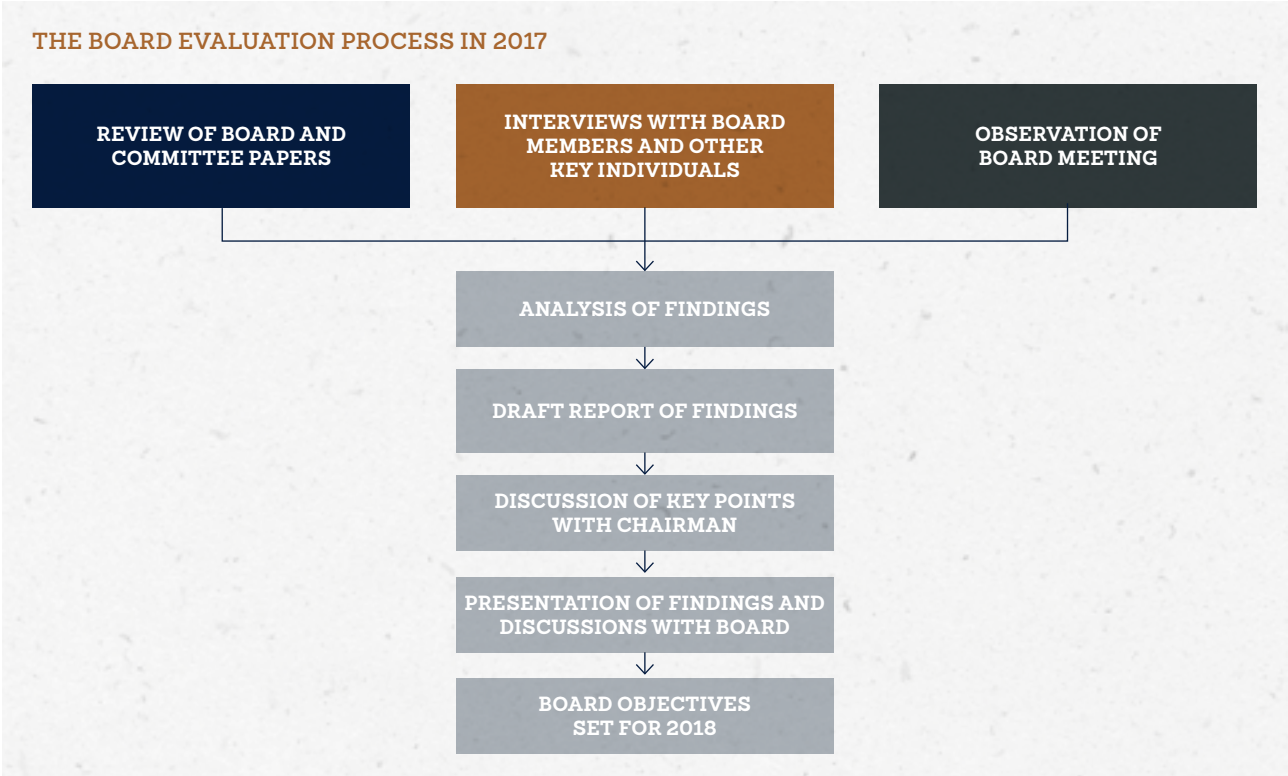 THE BOARD EVALUATION PROCESS IN 2017
REVIEW OF BOARD AND
COMMITTEE PAPERS
INTERVIEWS WITH BOARD
MEMBERS AND OTHER
KEY INDIVIDUALS
OBSERVATION OF
BOARD MEETING
ANALYSIS OF FINDINGS
DRAFT REPORT OF FINDINGS
DISCUSSION OF KEY POINTS
WITH CHAIRMAN
PRESENTATION OF FINDINGS AND
DISCUSSIONS WITH BOARD
BOARD OBJECTIVES
SET FOR 2018